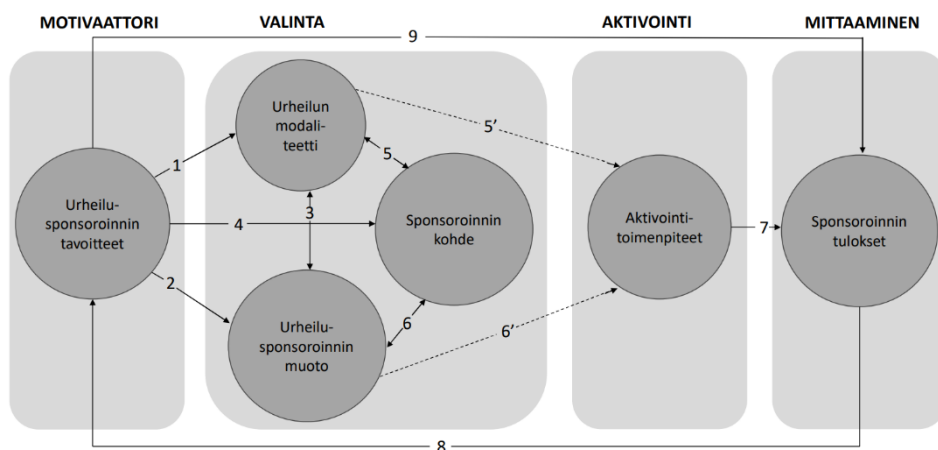 MOTIVAATTORI
VALINTA
AKTIVOINTI
MITTAAMINEN
9
Urheilun
modali-
teetti
5'
1
5
Urheilu-
sponsoroinnin
tavoitteet
4
3
Sponsoroinnin
kohde
Aktivointi-
toimenpiteet
7
Sponsoroinnin
tulokset
2
Urheilu-
sponsoroinnin
muoto
6
6'
8